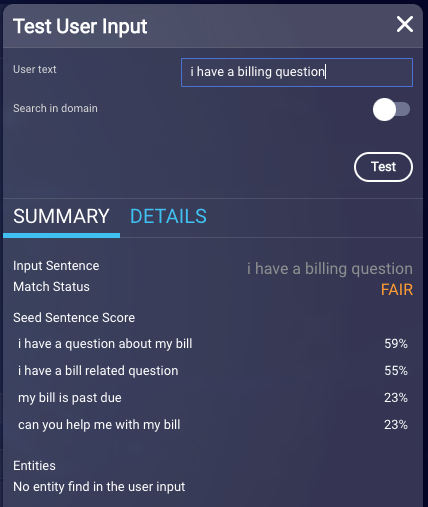 Test User Input
User text
i have a billing question
Search in domain
Test
SUMMARY DETAILS
Input Sentence i have a billing question
Match Status FAIR
Seed Sentence Score
i have a question about my bill 59%
i have a bill related question 55%
my bill is past due 23%
can you help me with my bill 23%
Entities
No entity find in the user input